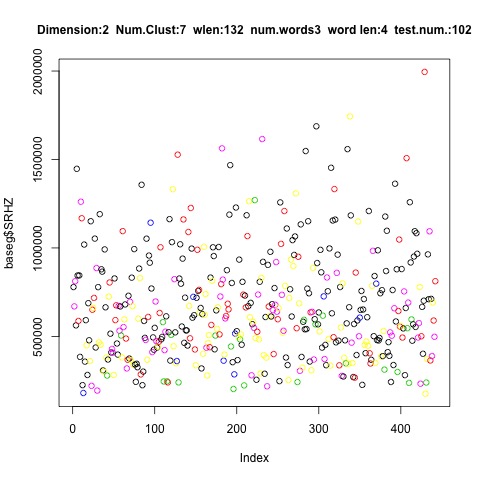 Dimension:2 Num.Clust:7 wlen:132 num.words3 word len:4 test.num.:102
2000000
1500000
1000000
500000
baseg$SRHZ
0 100 200 300 400
Index